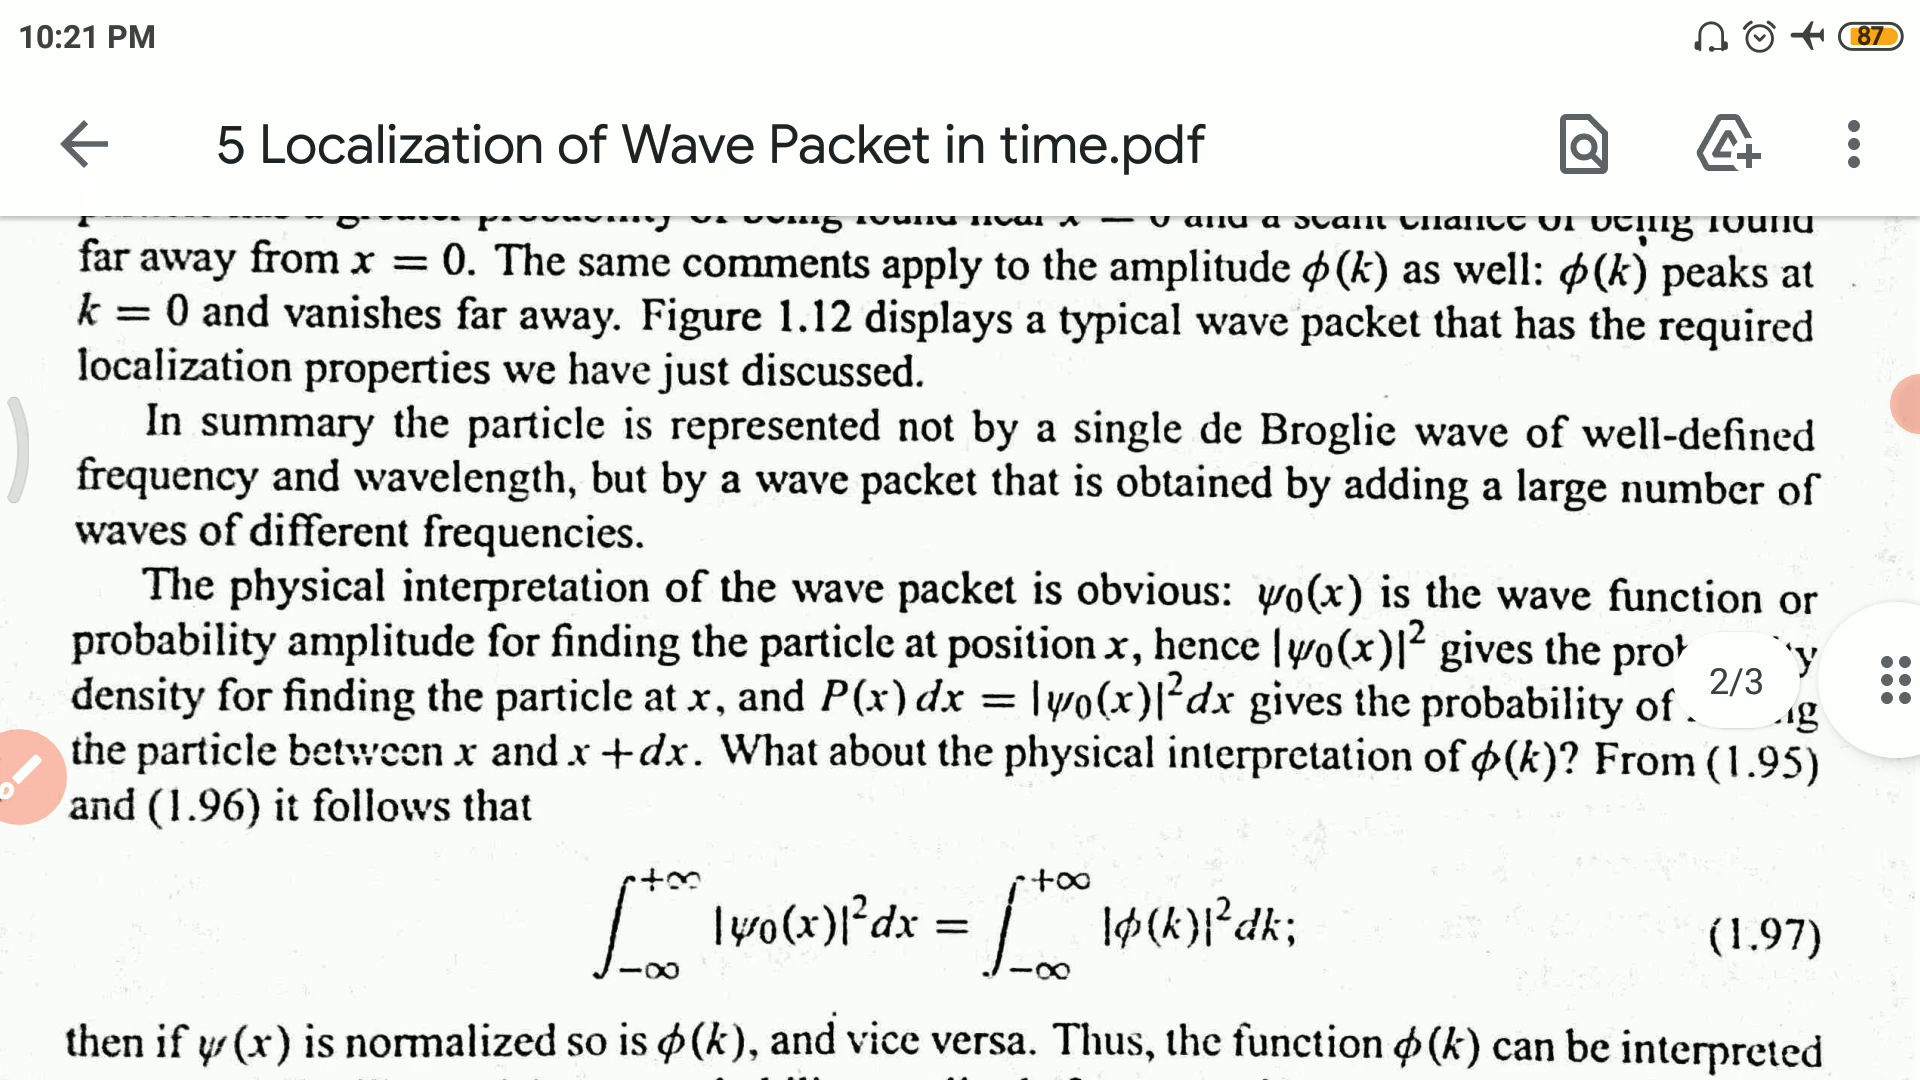 10:21 PM
87
5 Localization of Wave Packet in time.pdf
far away from x = 0. The same comments apply to the amplitude ϕ(k) as well: ϕ(k) peaks at
k = 0 and vanishes far away. Figure 1.12 displays a typical wave packet that has the required
localization properties we have just discussed.
In summary the particle is represented not by a single de Broglie wave of well-defined
frequency and wavelength, but by a wave packet that is obtained by adding a large number of
waves of different frequencies.
The physical interpretation of the wave packet is obvious: ψ₀(x) is the wave function or
probability amplitude for finding the particle at position x, hence |ψ₀(x)|² gives the
density for finding the particle at x, and P(x) dx = |ψ₀(x)|²dx gives the probability of
2/3
the particle between x and x + dx. What about the physical interpretation of ϕ(k)? From (1.95)
and (1.96) it follows that
∫_{-∞}^{+∞} |ψ₀(x)|²dx = ∫_{-∞}^{+∞} |ϕ(k)|²dk; (1.97)
then if ψ(x) is normalized so is ϕ(k), and vice versa. Thus, the function ϕ(k) can be interpreted